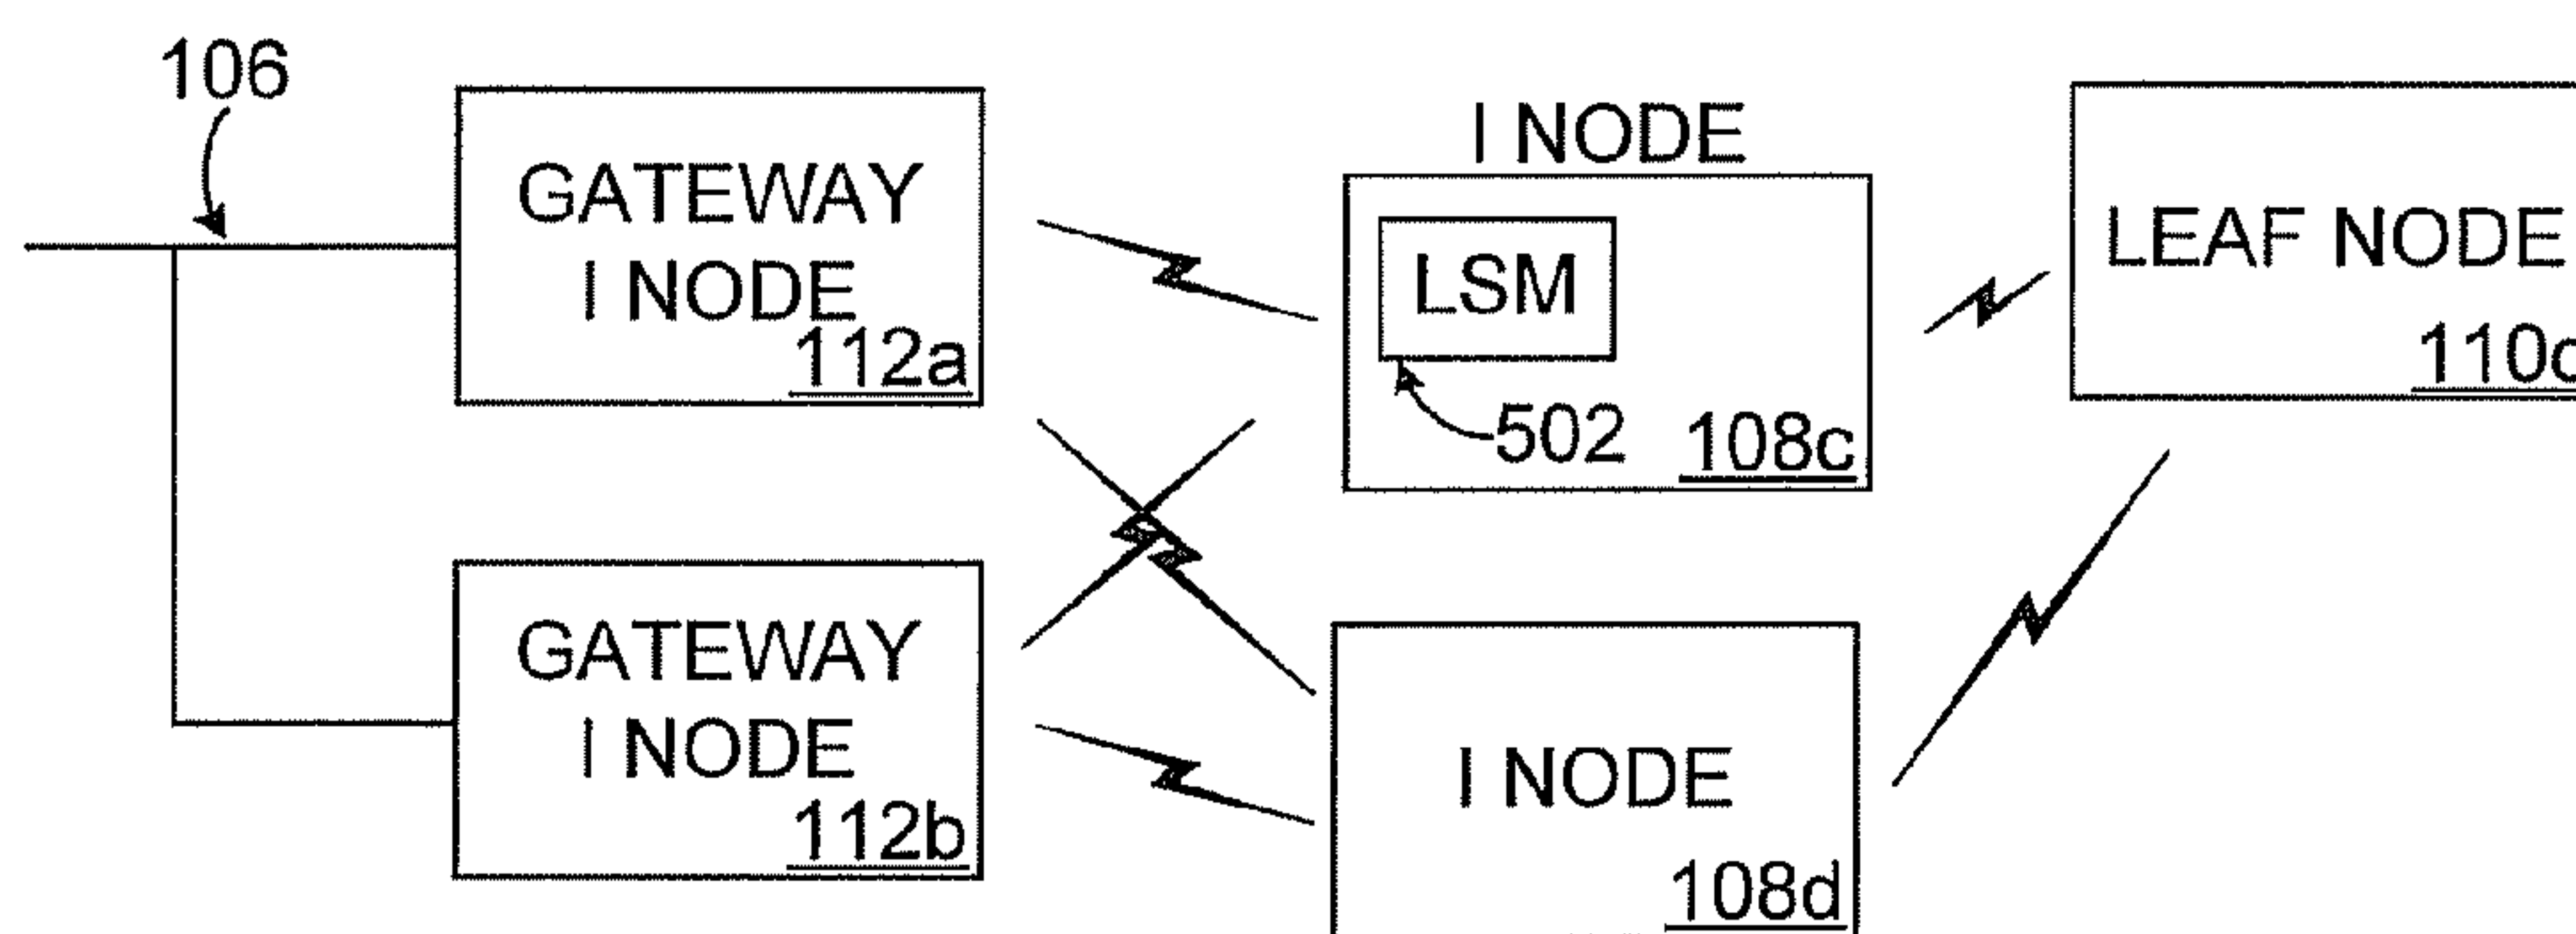 106
GATEWAY
I NODE
112a
I NODE
LSM
502
108c
LEAF NODE
GATEWAY
I NODE
112b
I NODE
108d